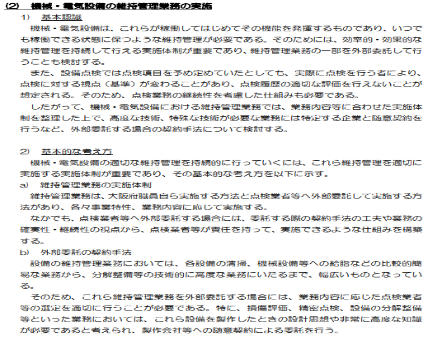 (2) 機械・電気設備の維持管理業務の実施
1) 基本認識
機械・電気設備は、これらが稼働してはじめてその機能を発揮するものであり、いつで
も稼働できる状態に保つような維持管理が必要である。そのためには、効率的・効果的な
維持管理を持続して行える実施体制が重要であり、維持管理業務の一部を外部委託して行
うことも検討する。
また、設備点検では点検項目を予め定めていたとしても、実際に点検を行う者により、
点検に対する視点（基準）が変わることがあり、点検履歴の適切な評価を行えないことが
想定される。そのため、点検業務の継続性を考慮した仕組みも必要である。
したがって、機械・電気設備における維持管理業務では、業務内容等に合わせた実施体
制を整理した上で、高度な技術、特殊な技術が必要な業務には特定する企業と随意契約を
行うなど、外部委託する場合の契約手法について検討する。
2) 基本的な考え方
機械・電気設備の適切な維持管理を持続的に行っていくには、これら維持管理を適切に
実施する実施体制が重要であり、その基本的な考え方を以下に示す。
a) 維持管理業務の実施体制
維持管理業務は、大阪府職員自ら実施する方法と点検業者等へ外部委託して実施する方
法があり、各々事業特性、業務内容に応じて実施する。
なかでも、点検業者等へ外部委託する場合には、委託する際の契約手法の工夫や業務の
確実性・継続性の視点から、点検業者等が責任を持って、実施できるような仕組みを構築
する。
b) 外部委託の契約手法
設備の維持管理業務においては、各設備の清掃、機械設備等への給脂などの比較的簡
易な業務から、分解整備等の技術的に高度な業務にいたるまで、幅広いものとなってい
る。
そのため、これら維持管理業務を外部委託する場合には、業務内容に応じた点検業者
等の選定を適切に行うことが必要である。特に、損傷評価、精密点検、設備の分解整備
等といった業務においては、これら設備を製作したときの設計思想や非常に高度な知識
が必要であると考えられ、製作会社等への随意契約による委託を行う。